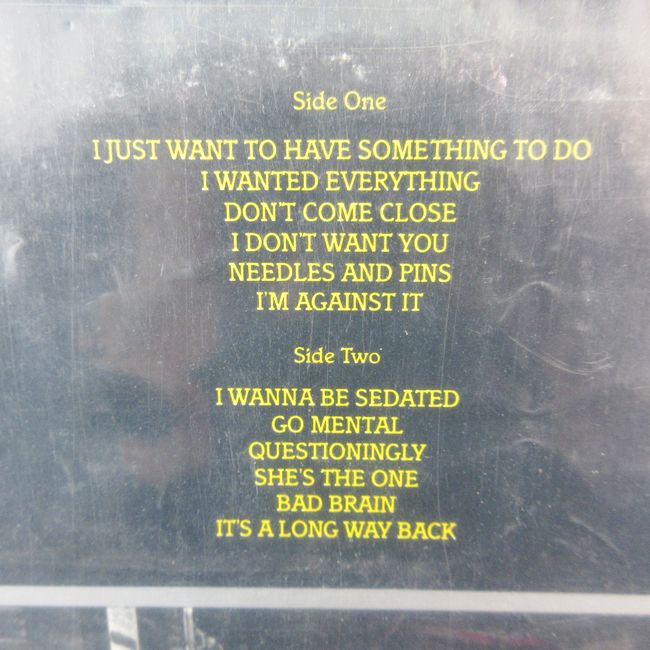 Side One
I JUST WANT TO HAVE SOMETHING TO DO
I WANTED EVERYTHING
DON'T COME CLOSE
I DON'T WANT YOU
NEEDLES AND PINS
I'M AGAINST IT
Side Two
I WANNA BE SEDATED
GO MENTAL
QUESTIONINGLY
SHE'S THE ONE
BAD BRAIN
IT'S A LONG WAY BACK